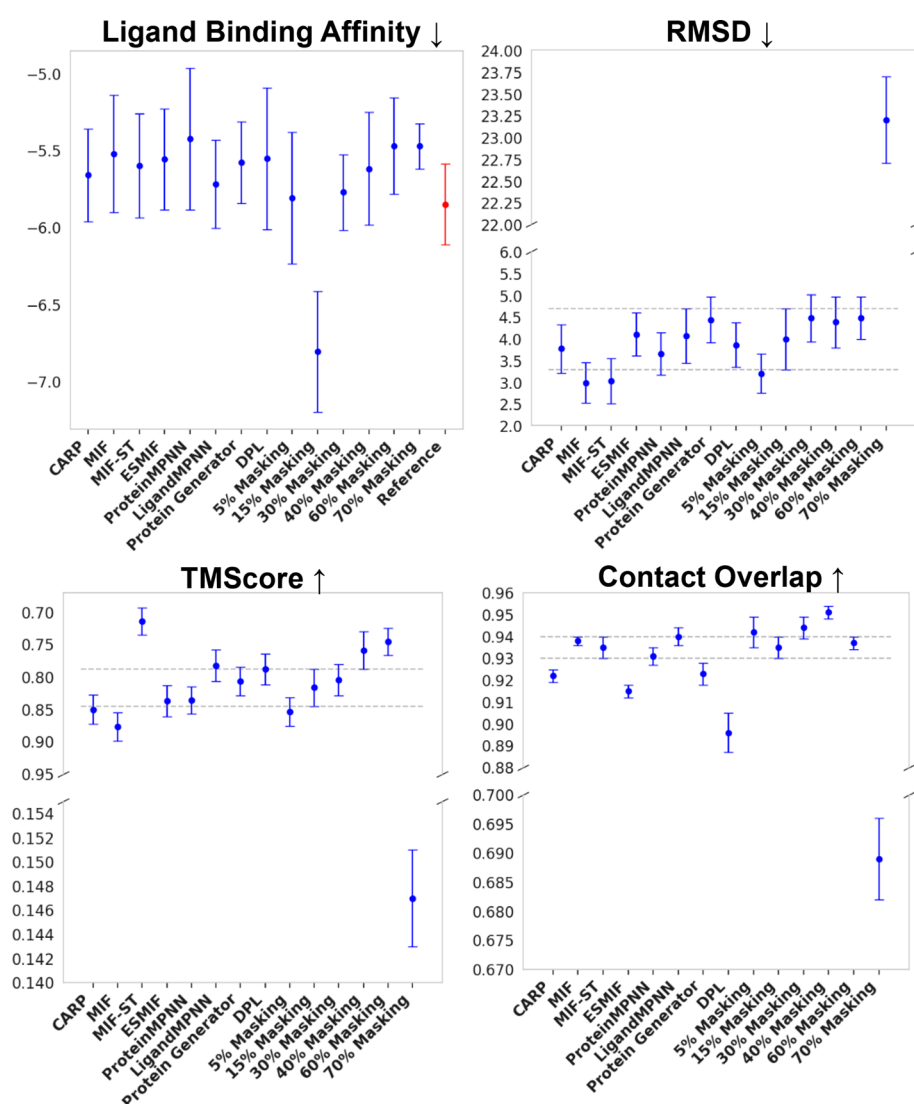 Ligand Binding Affinity ↓
−5.0
−5.5
−6.0
−6.5
−7.0
CARP
MIF
MIF-ST
ESMIF
ProteinMPNN
LigandMPNN
Protein Generator
DPL
5% Masking
15% Masking
30% Masking
40% Masking
60% Masking
70% Masking
Reference
RMSD ↓
24.00
23.75
23.50
23.25
23.00
22.75
22.50
22.25
22.00
6.0
5.5
5.0
4.5
4.0
3.5
3.0
2.5
2.0
CARP
MIF
MIF-ST
ESMIF
ProteinMPNN
LigandMPNN
Protein Generator
DPL
5% Masking
15% Masking
30% Masking
40% Masking
60% Masking
70% Masking
TMScore ↑
0.70
0.75
0.80
0.85
0.90
0.95
0.154
0.152
0.150
0.148
0.146
0.144
0.142
0.140
CARP
MIF
MIF-ST
ESMIF
ProteinMPNN
LigandMPNN
Protein Generator
DPL
5% Masking
15% Masking
30% Masking
40% Masking
60% Masking
70% Masking
Contact Overlap ↑
0.96
0.95
0.94
0.93
0.92
0.91
0.90
0.89
0.88
0.700
0.695
0.690
0.685
0.680
0.675
0.670
CARP
MIF
MIF-ST
ESMIF
ProteinMPNN
LigandMPNN
Protein Generator
DPL
5% Masking
15% Masking
30% Masking
40% Masking
60% Masking
70% Masking